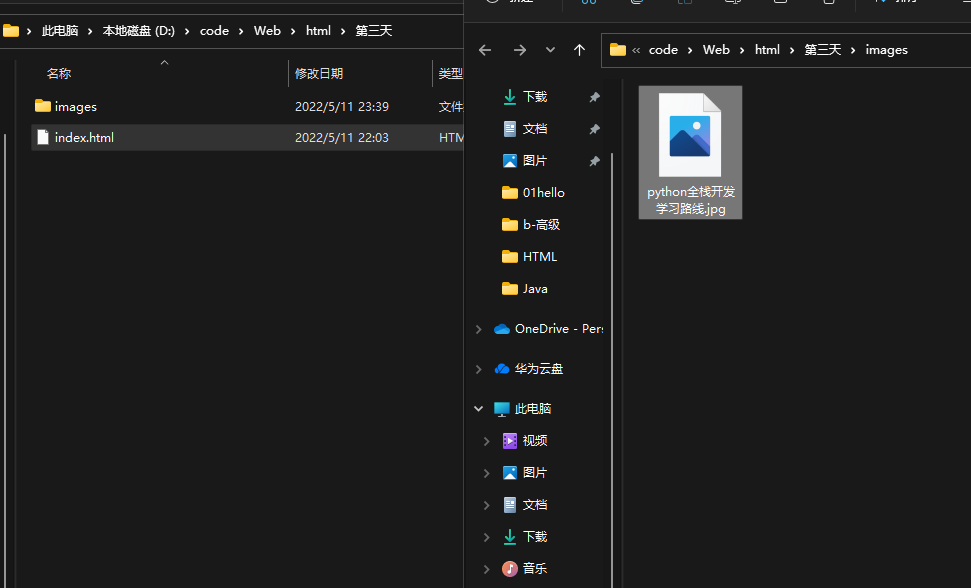 此电脑 › 本地磁盘 (D:) › code › Web › html › 第三天
名称 修改日期 类型
images 2022/5/11 23:39 文件
index.html 2022/5/11 22:03 HTM
« code › Web › html › 第三天 › images
下载
文档
图片
01hello
b-高级
HTML
Java
OneDrive - Pers
华为云盘
此电脑
视频
图片
文档
下载
音乐
python全栈开发
学习路线.jpg